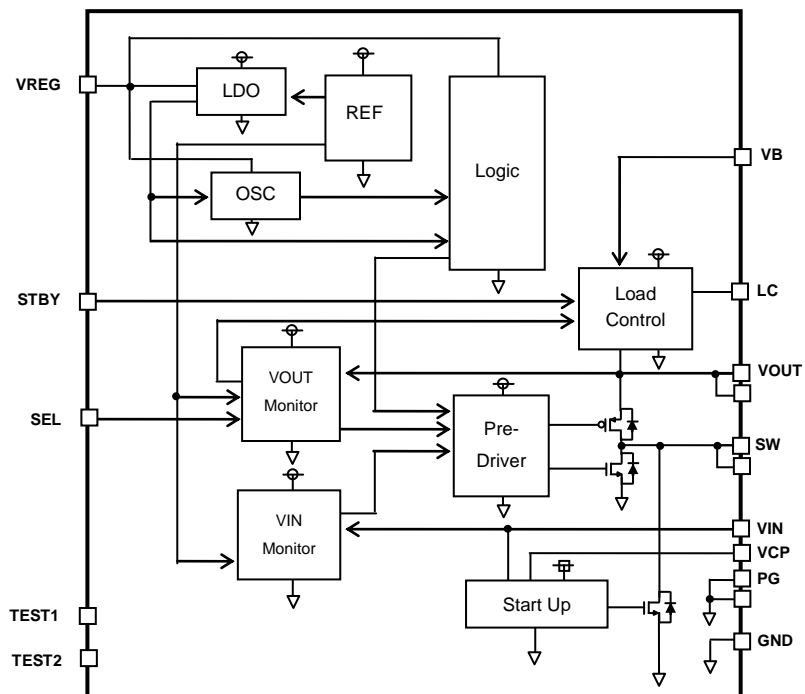 VREG
LDO
REF
Logic
OSC
VB
STBY
Load
Control
LC
VOUT
Monitor
VOUT
SEL
Pre-
Driver
SW
VIN
Monitor
VIN
VCP
Start Up
PG
TEST1
GND
TEST2